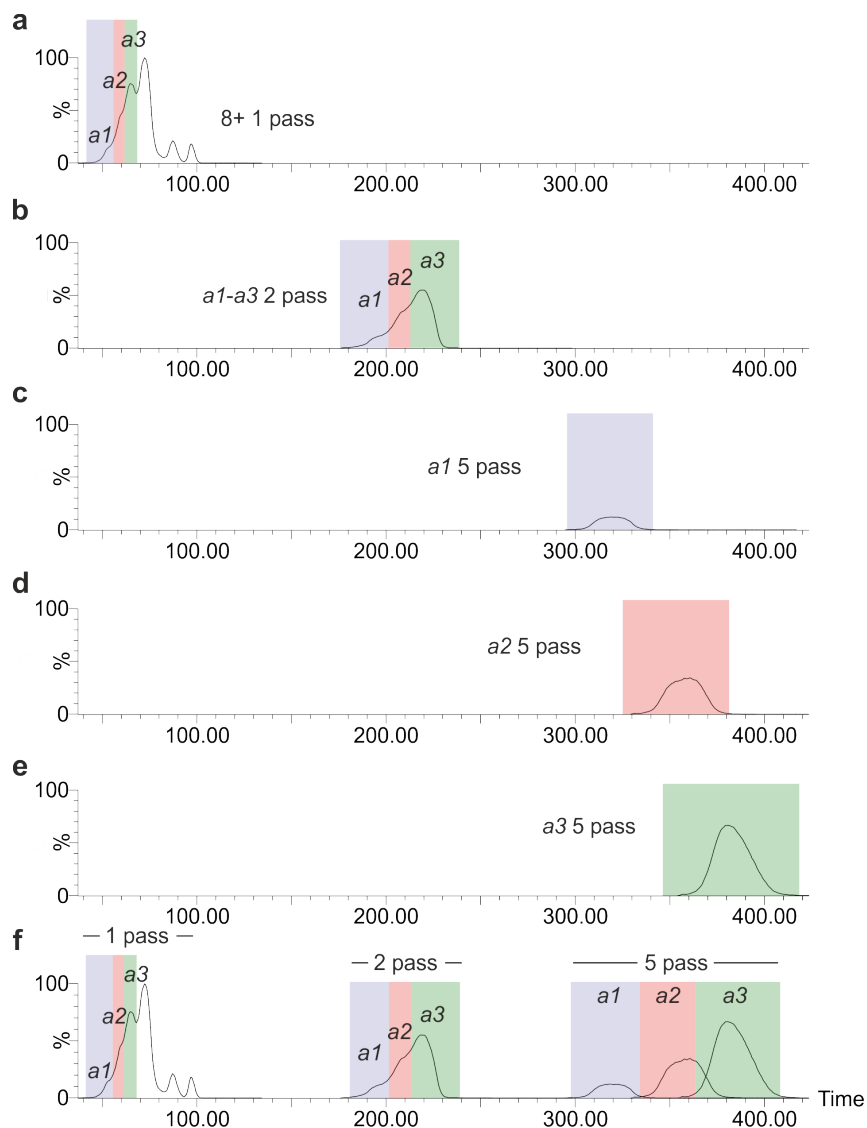 a
a3
100
a2
%
8+ 1 pass
a1
0
100.00 200.00 300.00 400.00
b
100
a3
a2
%
a1-a3 2 pass
a1
0
100.00 200.00 300.00 400.00
c
100
a1 5 pass
%
0
100.00 200.00 300.00 400.00
d
100
a2 5 pass
%
0
100.00 200.00 300.00 400.00
e
100
a3 5 pass
%
0
100.00 200.00 300.00 400.00
f
1 pass
2 pass
5 pass
a3
100
a1 a2 a3
a2
a3
a2
%
a1
a1
0
Time
100.00 200.00 300.00 400.00